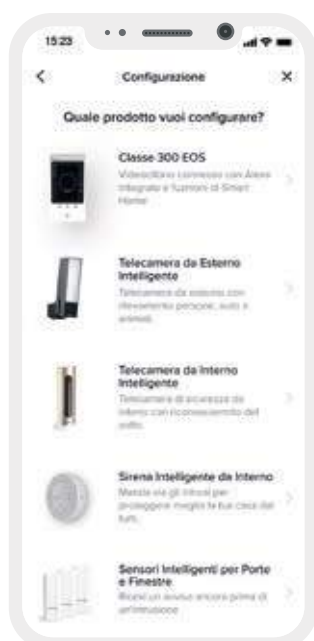 15:23
Configurazione
Quale prodotto vuoi configurare?
Classe 300 EOS
Videocitofono connesso con Alexa
integrata e funzioni di Smart
Home
Telecamera da Esterno
Intelligente
Telecamera da esterno con
rilevamento persone, auto e
animali.
Telecamera da Interno
Intelligente
Telecamera di sicurezza da
interno con riconoscimento del
volto.
Sirena Intelligente da Interno
Manda via gli intrusi per
proteggere meglio la tua casa dai
furti.
Sensori Intelligenti per Porte
e Finestre
Ricevi un avviso ancora prima di
un'intrusione